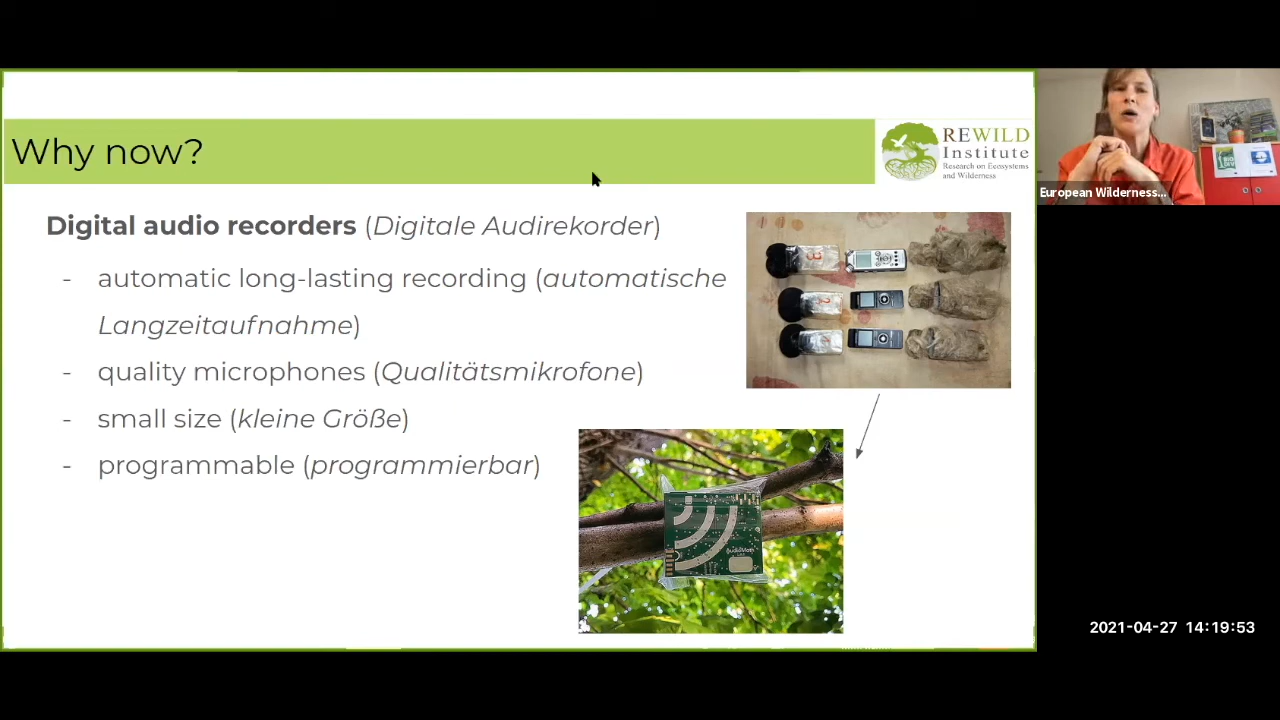 Why now?
REWILD
Institute
Research on Ecosystems
and Wilderness
European Wilderness...
Digital audio recorders (Digitale Audirekorder)
- automatic long-lasting recording (automatische
Langzeitaufnahme)
- quality microphones (Qualitätsmikrofone)
- small size (kleine Größe)
- programmable (programmierbar)
AudioMoth
2021-04-27 14:19:53